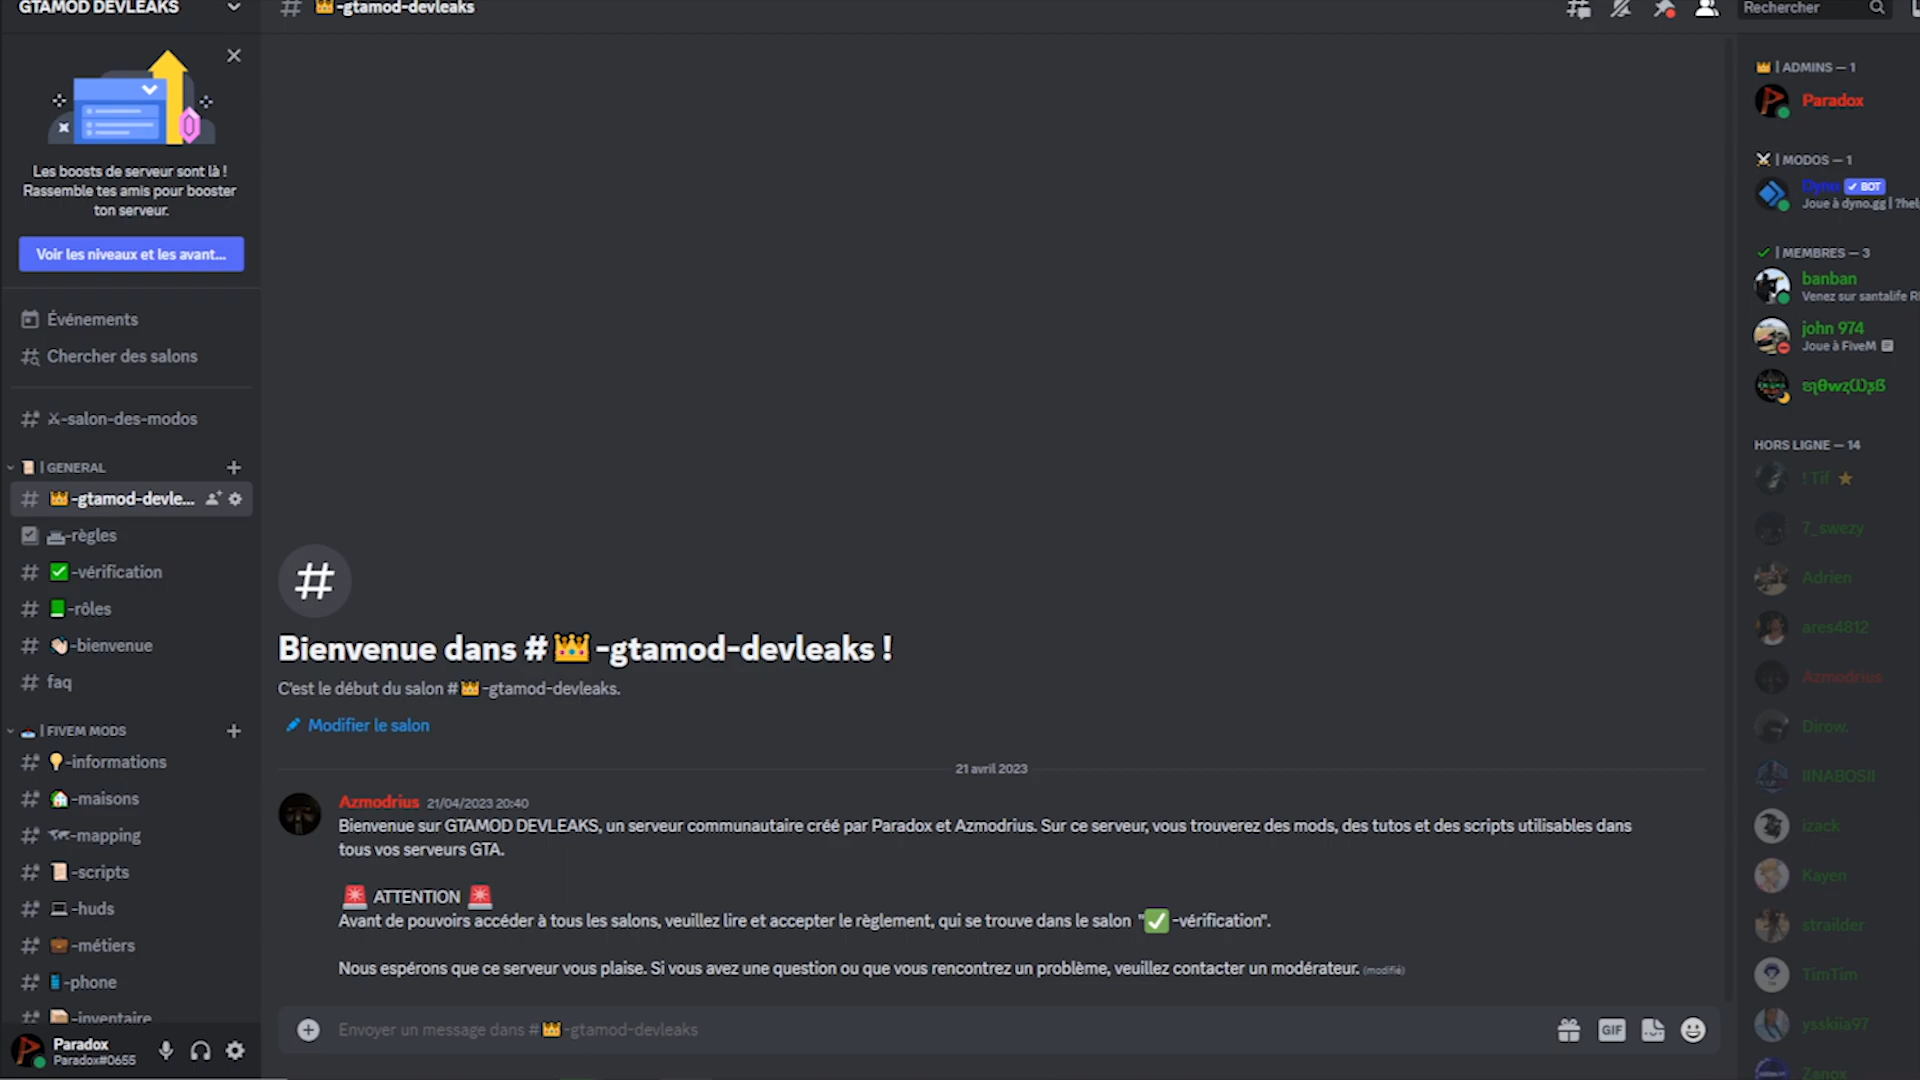 GTAMOD DEVLEAKS
Les boosts de serveur sont là !
Rassemble tes amis pour booster
ton serveur.
Voir les niveaux et les avant...
Événements
Chercher des salons
⚔-salon-des-modos
📜 | GENERAL
# 👑-gtamod-devle...
-règles
# ✅-vérification
# 📗-rôles
# 👋🏻-bienvenue
# faq
| FIVEM MODS
# 💡-informations
# 🏠-maisons
# 🗺-mapping
# 📜-scripts
# 💻-huds
# 💼-métiers
# 📱-phone
# -inventaire
Paradox
Paradox#0655
# 👑-gtamod-devleaks
Rechercher
#
Bienvenue dans #👑-gtamod-devleaks !
C'est le début du salon #👑-gtamod-devleaks.
Modifier le salon
21 avril 2023
Azmodrius 21/04/2023 20:40
Bienvenue sur GTAMOD DEVLEAKS, un serveur communautaire créé par Paradox et Azmodrius. Sur ce serveur, vous trouverez des mods, des tutos et des scripts utilisables dans
tous vos serveurs GTA.
🚨 ATTENTION 🚨
Avant de pouvoirs accéder à tous les salons, veuillez lire et accepter le règlement, qui se trouve dans le salon "✅-vérification".
Nous espérons que ce serveur vous plaise. Si vous avez une question ou que vous rencontrez un problème, veuillez contacter un modérateur. (modifié)
Envoyer un message dans #👑-gtamod-devleaks
GIF
👑 | ADMINS — 1
Paradox
⚔ | MODOS — 1
Dyno ✓ BOT
Joue à dyno.gg | ?hel
✓ | MEMBRES — 3
banban
Venez sur santalife R
john 974
Joue à FiveM
HORS LIGNE — 14
! Tif ⭐
7_swezy
Adrien
ares4812
Azmodrius
Dirow.
IINABOSII
izack
Kayen
strailder
TimTim
ysskiia97
Zanox